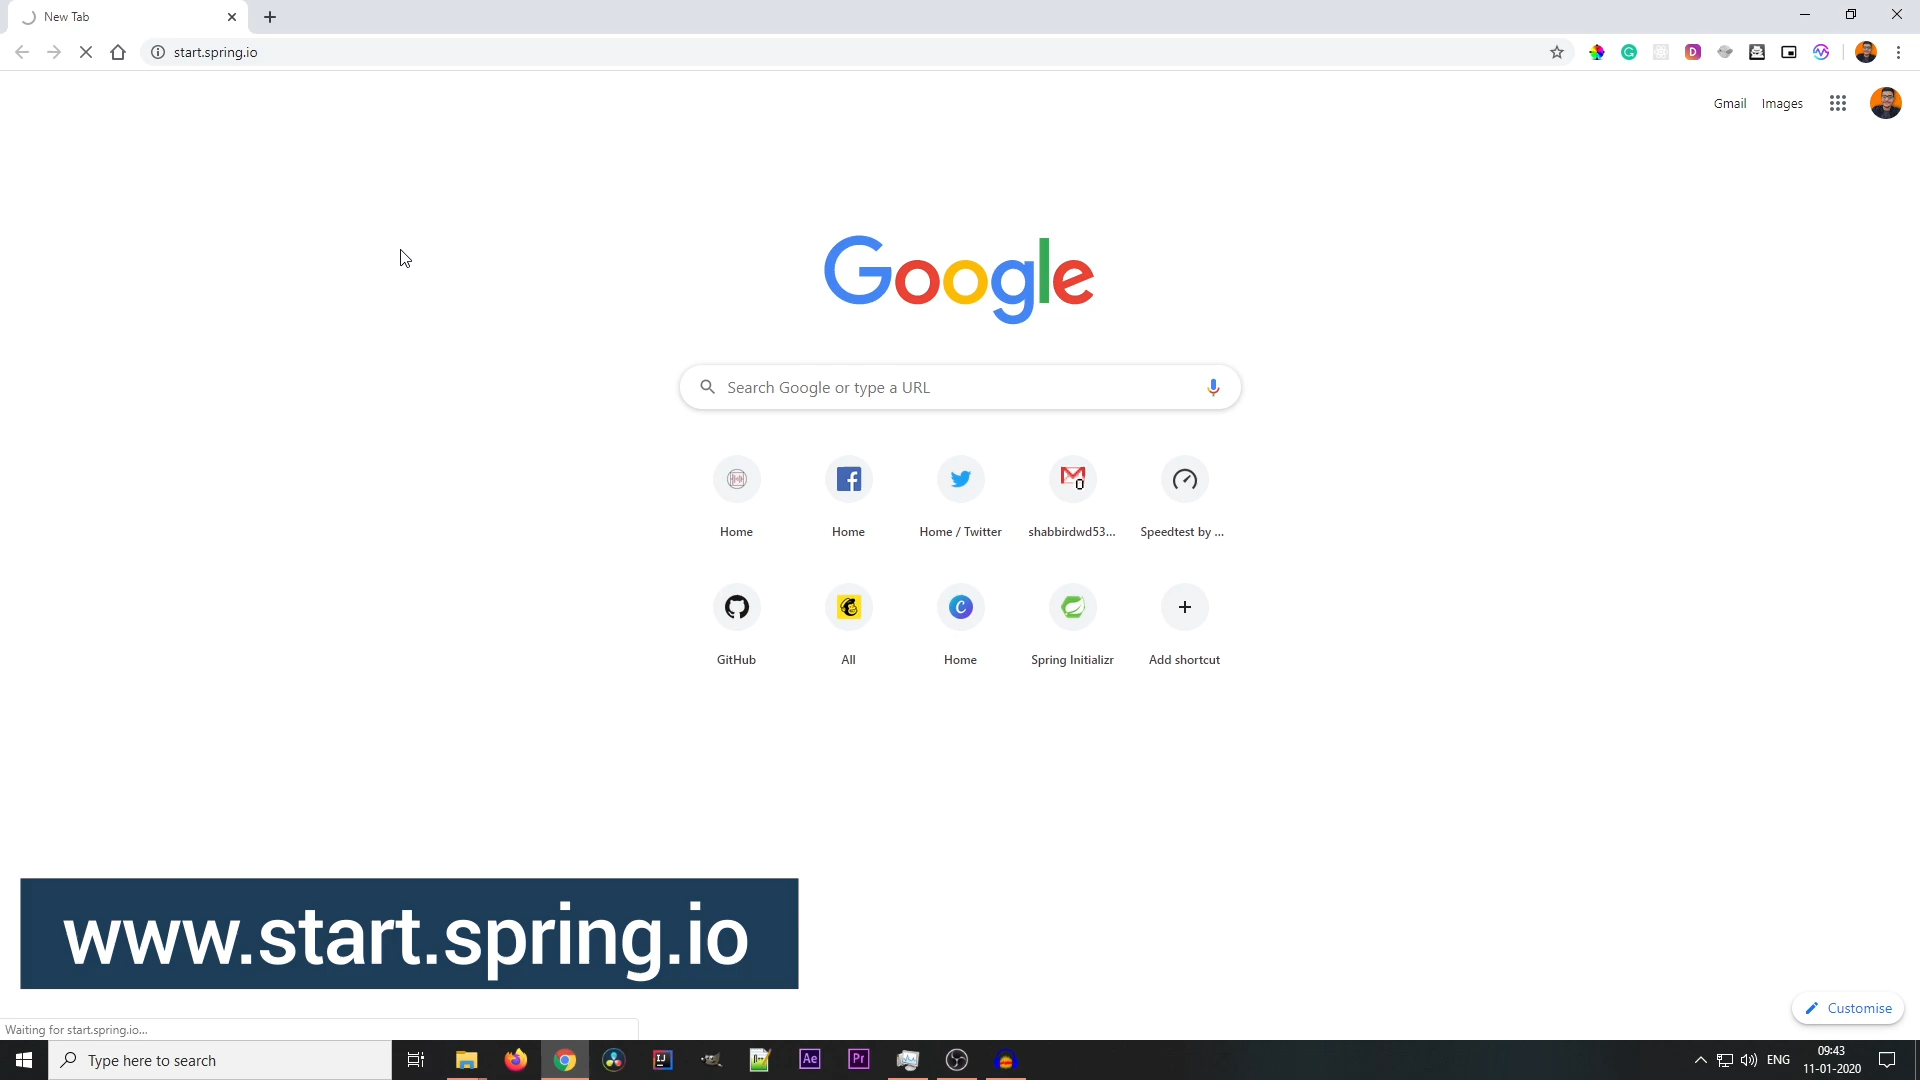 New Tab
start.spring.io
Gmail Images
Google
Search Google or type a URL
Home Home Home / Twitter shabbirdwd53... Speedtest by ...
GitHub All Home Spring Initializr Add shortcut
www.start.spring.io
Customise
Waiting for start.spring.io...
Type here to search
ENG
09:43
11-01-2020